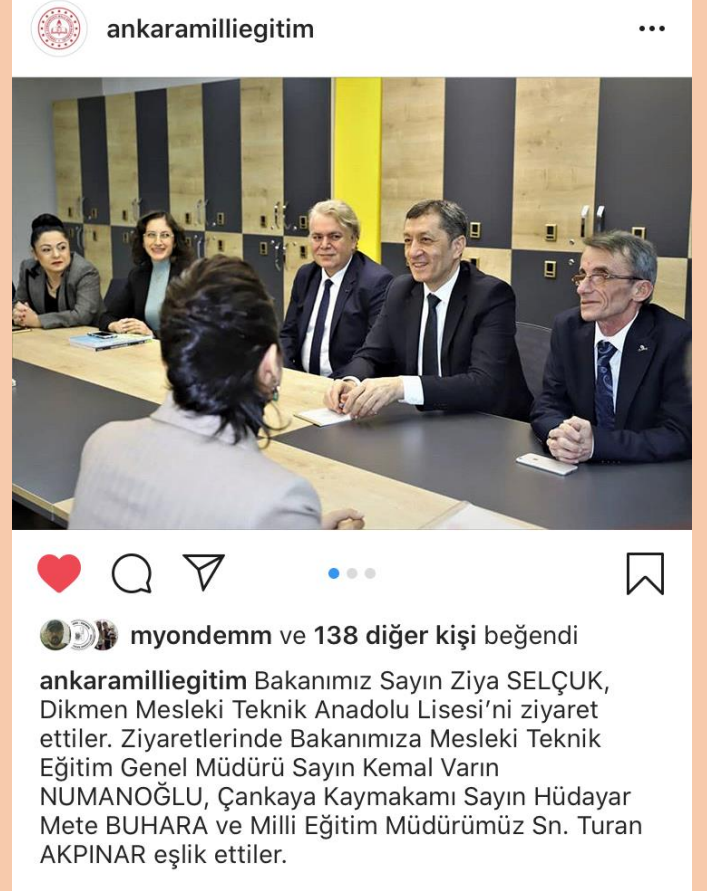 ankaramilliegitim
myondemm ve 138 diğer kişi beğendi
ankaramilliegitim Bakanımız Sayın Ziya SELÇUK,
Dikmen Mesleki Teknik Anadolu Lisesi’ni ziyaret
ettiler. Ziyaretlerinde Bakanımıza Mesleki Teknik
Eğitim Genel Müdürü Sayın Kemal Varın
NUMANOĞLU, Çankaya Kaymakamı Sayın Hüdayar
Mete BUHARA ve Milli Eğitim Müdürümüz Sn. Turan
AKPINAR eşlik ettiler.